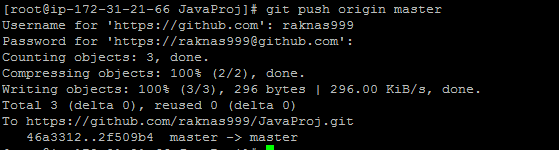 [root@ip-172-31-21-66 JavaProj]# git push origin master
Username for 'https://github.com': raknas999
Password for 'https://raknas999@github.com':
Counting objects: 3, done.
Compressing objects: 100% (2/2), done.
Writing objects: 100% (3/3), 296 bytes | 296.00 KiB/s, done.
Total 3 (delta 0), reused 0 (delta 0)
To https://github.com/raknas999/JavaProj.git
   46a3312..2f509b4  master -> master